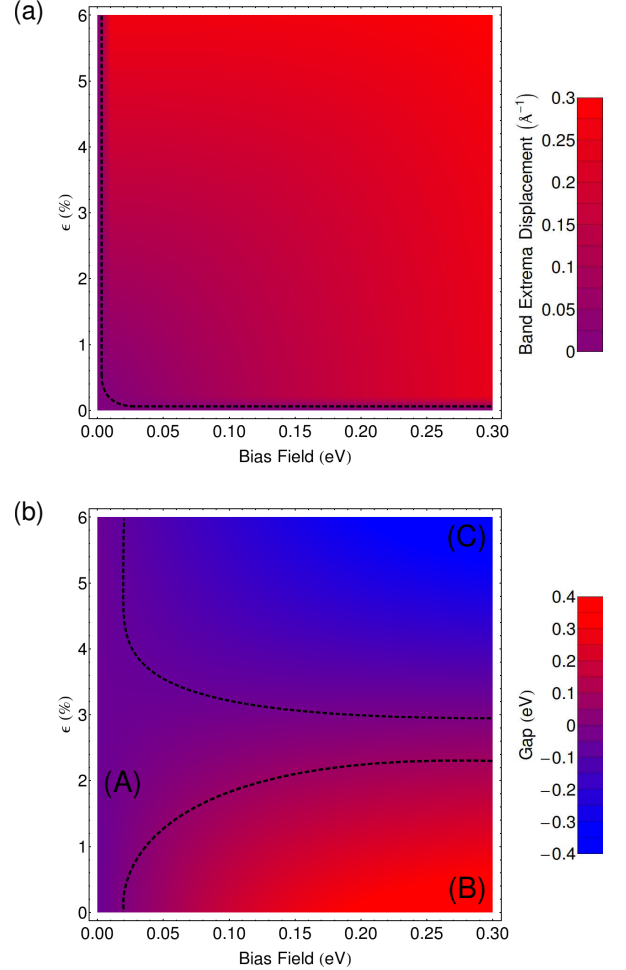 (a)
6
5
4
3
2
1
0
ϵ (%)
0.00 0.05 0.10 0.15 0.20 0.25 0.30
Bias Field (eV)
Band Extrema Displacement (Å⁻¹)
0.3
0.25
0.2
0.15
0.1
0.05
0
(b)
6
5
4
3
2
1
0
ϵ (%)
(C)
(A)
(B)
0.00 0.05 0.10 0.15 0.20 0.25 0.30
Bias Field (eV)
Gap (eV)
0.4
0.3
0.2
0.1
0
−0.1
−0.2
−0.3
−0.4